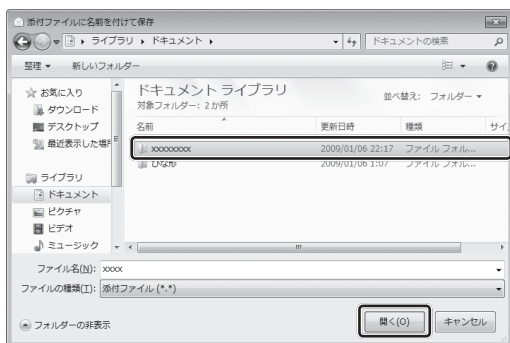 添付ファイルに名前を付けて保存
ライブラリ ▸ ドキュメント ▸
ドキュメントの検索
整理 ▾ 新しいフォルダー
お気に入り
ダウンロード
デスクトップ
最近表示した場所
ライブラリ
ドキュメント
ピクチャ
ビデオ
ミュージック
ドキュメント ライブラリ
対象フォルダー: 2か所
並べ替え: フォルダー ▾
名前 更新日時 種類 サイ
xxxxxxxx 2009/01/06 22:17 ファイル フォル...
ひな形 2009/01/06 1:07 ファイル フォル...
ファイル名(N): xxxx
ファイルの種類(T): 添付ファイル (*.*)
フォルダーの非表示
開く(O) キャンセル